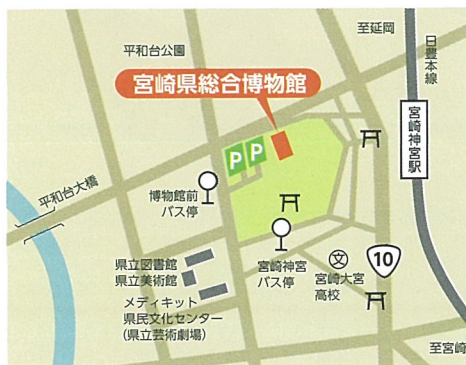 平和台公園
至延岡
日豊本線
宮崎県総合博物館
宮崎神宮駅
P P
平和台大橋
博物館前
バス停
県立図書館
県立美術館
メディキット
県民文化センター
(県立芸術劇場)
宮崎神宮
バス停
文
宮崎大宮
高校
10
至宮崎